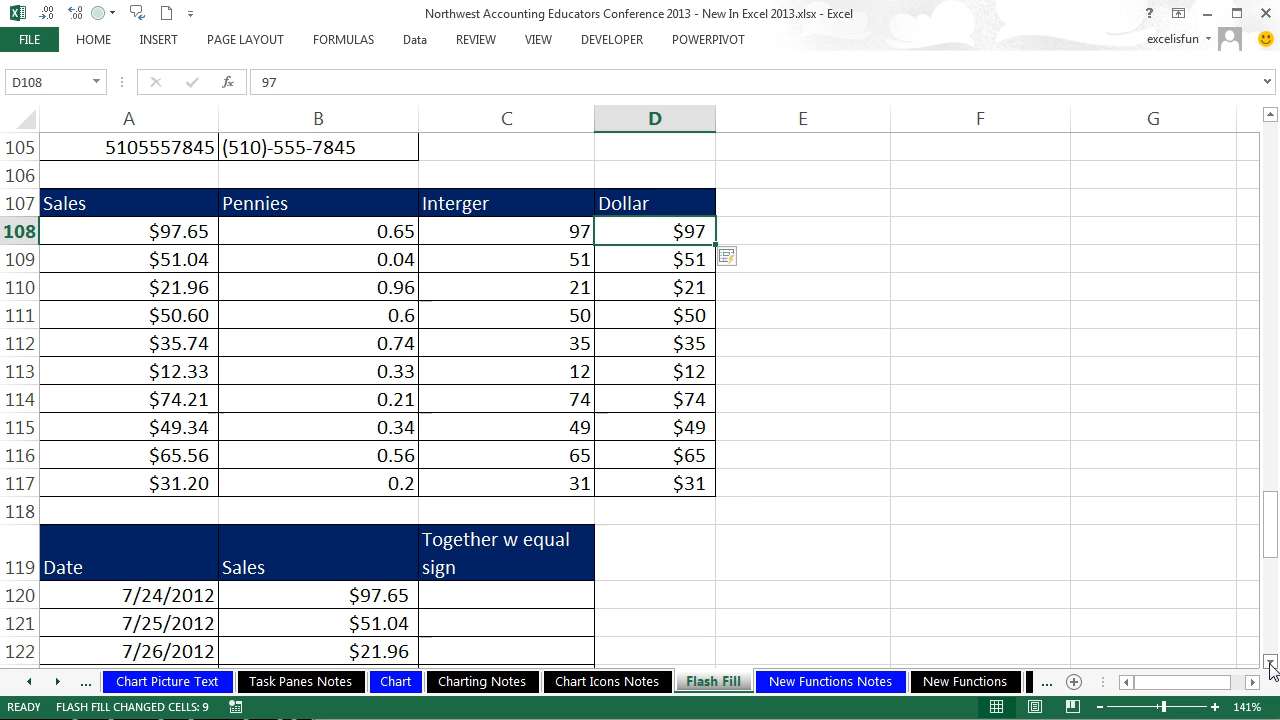 Northwest Accounting Educators Conference 2013 - New In Excel 2013.xlsx - Excel
FILE HOME INSERT PAGE LAYOUT FORMULAS Data REVIEW VIEW DEVELOPER POWERPIVOT excelisfun
D108 fx 97
A B C D E F G
105 5105557845 (510)-555-7845
106
107 Sales Pennies Interger Dollar
108 $97.65 0.65 97 $97
109 $51.04 0.04 51 $51
110 $21.96 0.96 21 $21
111 $50.60 0.6 50 $50
112 $35.74 0.74 35 $35
113 $12.33 0.33 12 $12
114 $74.21 0.21 74 $74
115 $49.34 0.34 49 $49
116 $65.56 0.56 65 $65
117 $31.20 0.2 31 $31
118
Together w equal
119 Date Sales sign
120 7/24/2012 $97.65
121 7/25/2012 $51.04
122 7/26/2012 $21.96
... Chart Picture Text Task Panes Notes Chart Charting Notes Chart Icons Notes Flash Fill New Functions Notes New Functions ...
READY FLASH FILL CHANGED CELLS: 9 141%